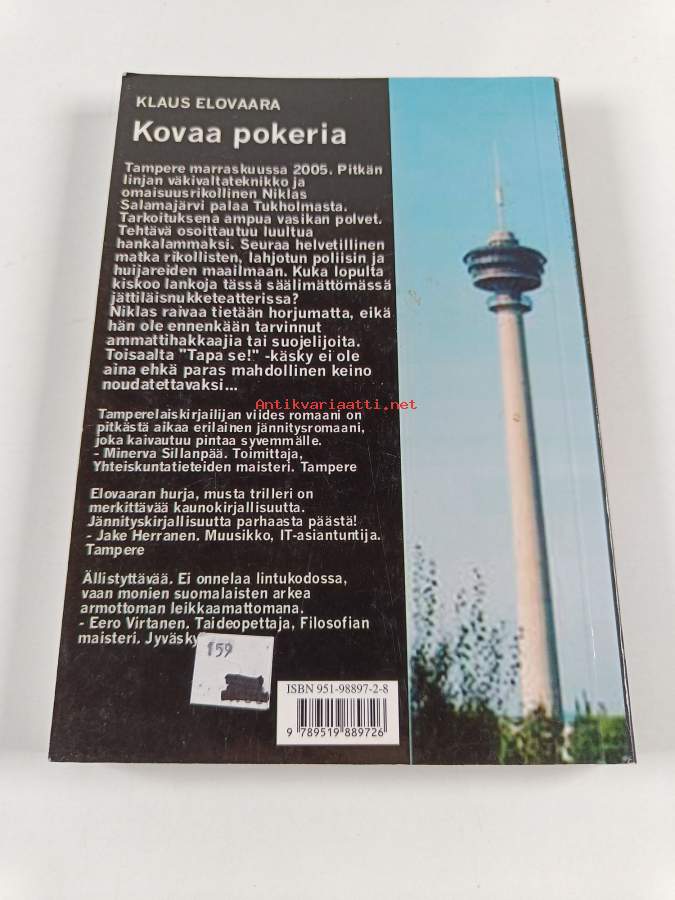 KLAUS ELOVAARA
Kovaa pokeria
Tampere marraskuussa 2005. Pitkän
linjan väkivaltateknikko ja
omaisuusrikollinen Niklas
Salamajärvi palaa Tukholmasta.
Tarkoituksena ampua vasikan polvet.
Tehtävä osoittautuu luultua
hankalammaksi. Seuraa helvetillinen
matka rikollisten, lahjotun poliisin ja
huijareiden maailmaan. Kuka lopulta
kiskoo lankoja tässä säälimättömässä
jättiläisnukketeatterissa?
Niklas raivaa tietään horjumatta, eikä
hän ole ennenkään tarvinnut
ammattihakkaajia tai suojelijoita.
Toisaalta "Tapa se!" -käsky ei ole
aina ehkä paras mahdollinen keino
noudatettavaksi...
Antikvariaatti.net
Tamperelaiskirjailijan viides romaani on
pitkästä aikaa erilainen jännitysromaani,
joka kaivautuu pintaa syvemmälle.
- Minerva Sillanpää. Toimittaja,
Yhteiskuntatieteiden maisteri. Tampere
Elovaaran hurja, musta trilleri on
merkittävää kaunokirjallisuutta.
Jännityskirjallisuutta parhaasta päästä!
- Jake Herranen. Muusikko, IT-asiantuntija.
Tampere
Ällistyttävää. Ei onnelaa lintukodossa,
vaan monien suomalaisten arkea
armottoman leikkaamattomana.
- Eero Virtanen. Taideopettaja, Filosofian
maisteri.
159
ISBN 951-98897-2-8
9 789519 889726